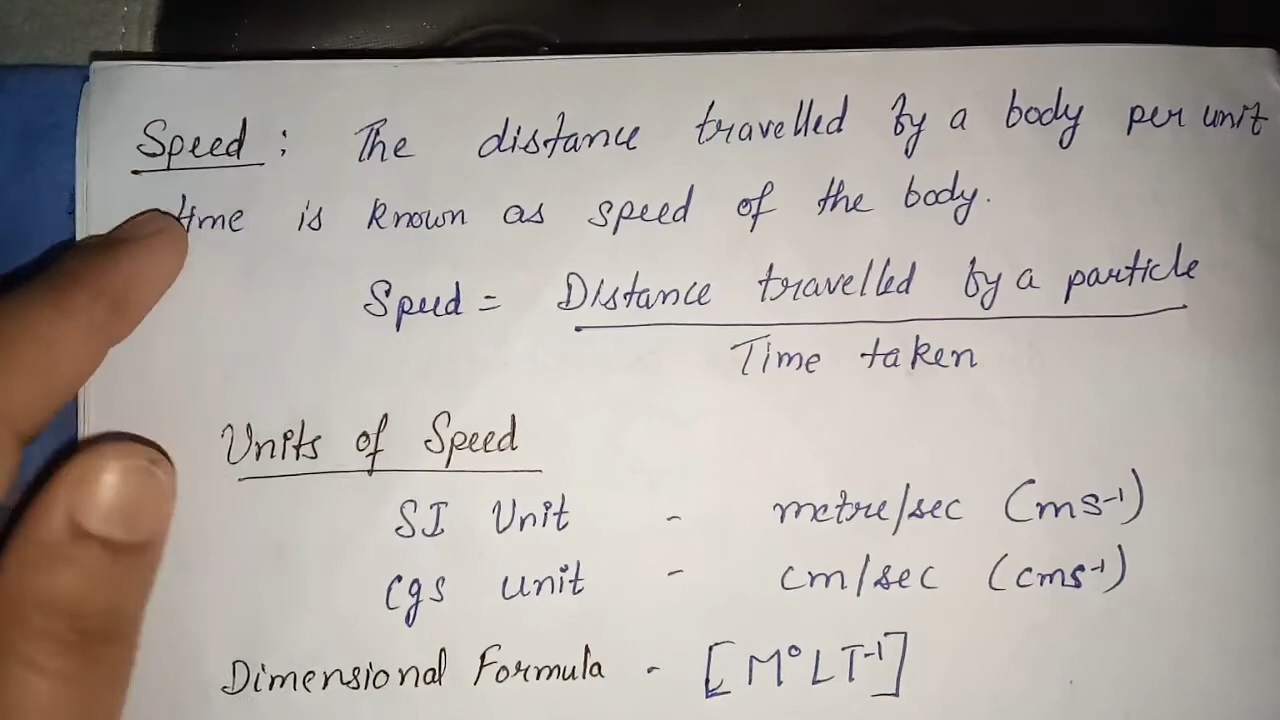 Speed : The distance travelled by a body per unit
time is known as speed of the body.
Speed = Distance travelled by a particle
Time taken
Units of Speed
SI Unit - metre/sec (ms⁻¹)
Cgs unit - cm/sec (cms⁻¹)
Dimensional Formula - [M⁰LT⁻¹]